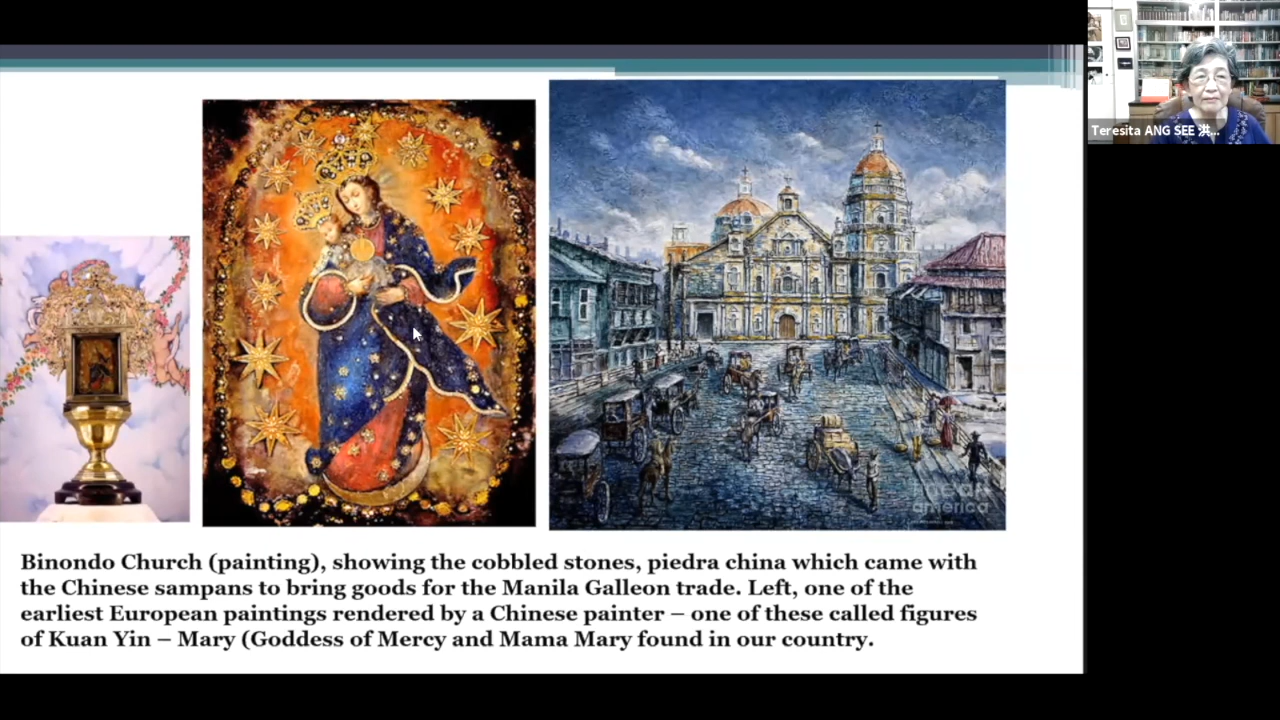 Teresita ANG SEE 洪...
america
Binondo Church (painting), showing the cobbled stones, piedra china which came with
the Chinese sampans to bring goods for the Manila Galleon trade. Left, one of the
earliest European paintings rendered by a Chinese painter – one of these called figures
of Kuan Yin – Mary (Goddess of Mercy and Mama Mary found in our country.